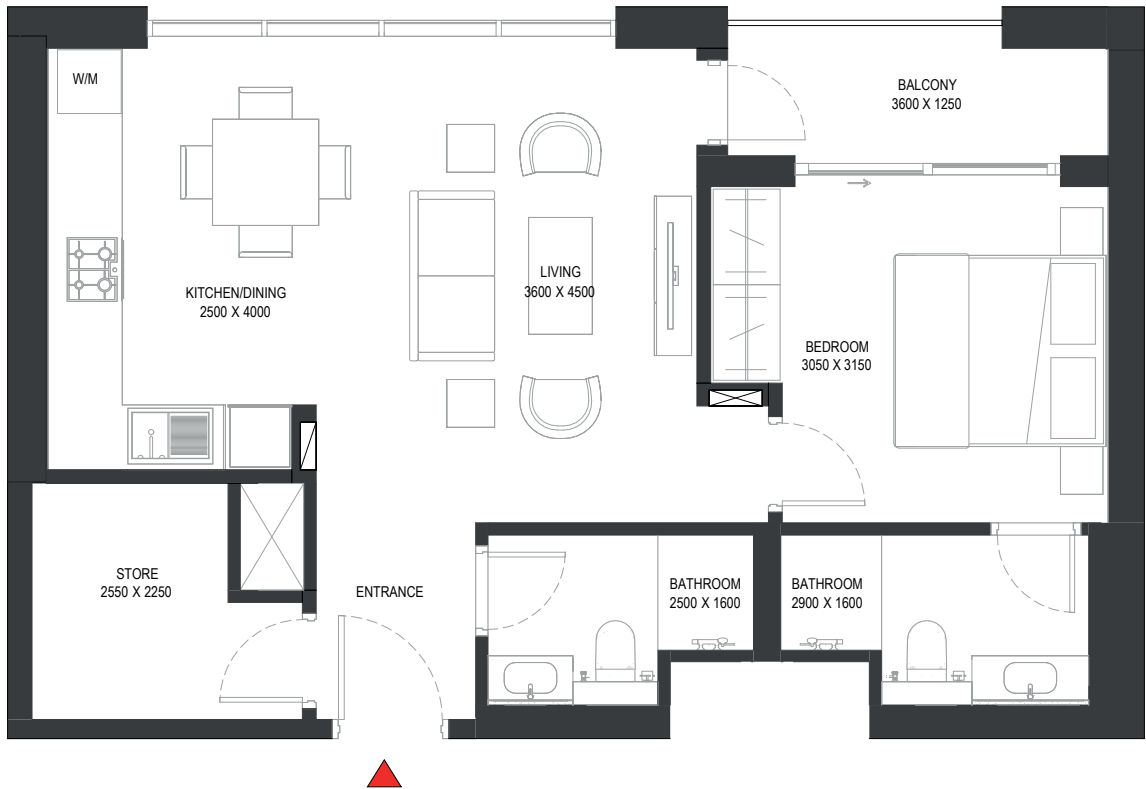 W/M
BALCONY
3600 X 1250
KITCHEN/DINING
2500 X 4000
LIVING
3600 X 4500
BEDROOM
3050 X 3150
STORE
2550 X 2250
ENTRANCE
BATHROOM
2500 X 1600
BATHROOM
2900 X 1600